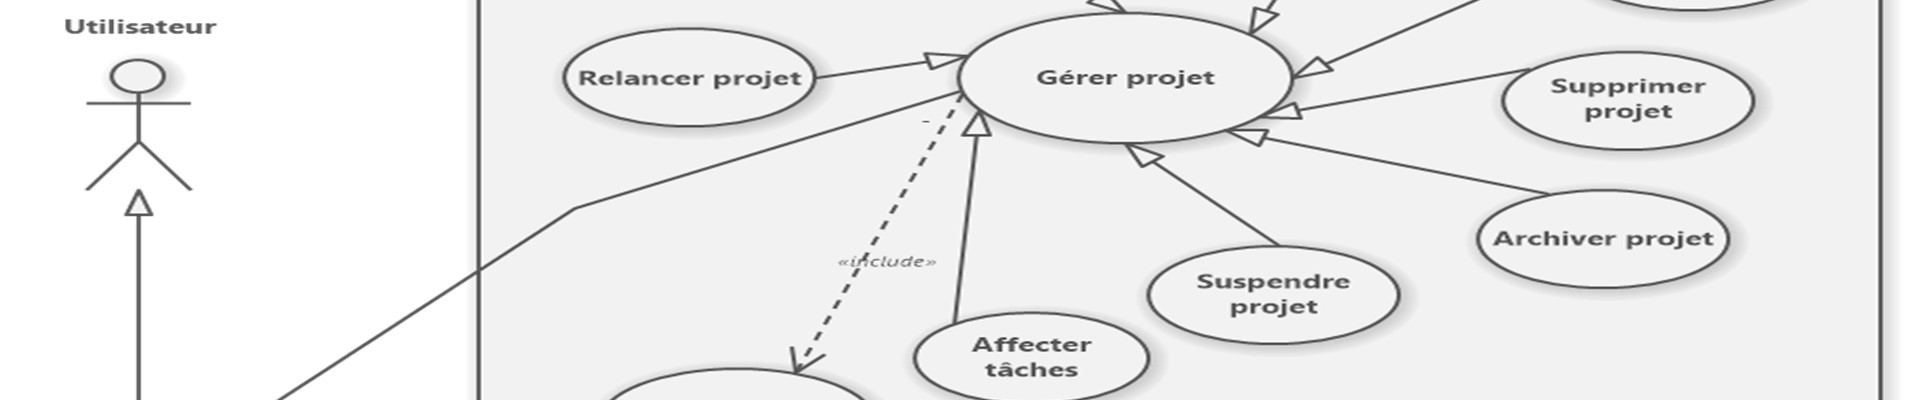 Utilisateur
Relancer projet
Gérer projet
Supprimer
projet
-
Archiver projet
«include»
Suspendre
projet
Affecter
tâches